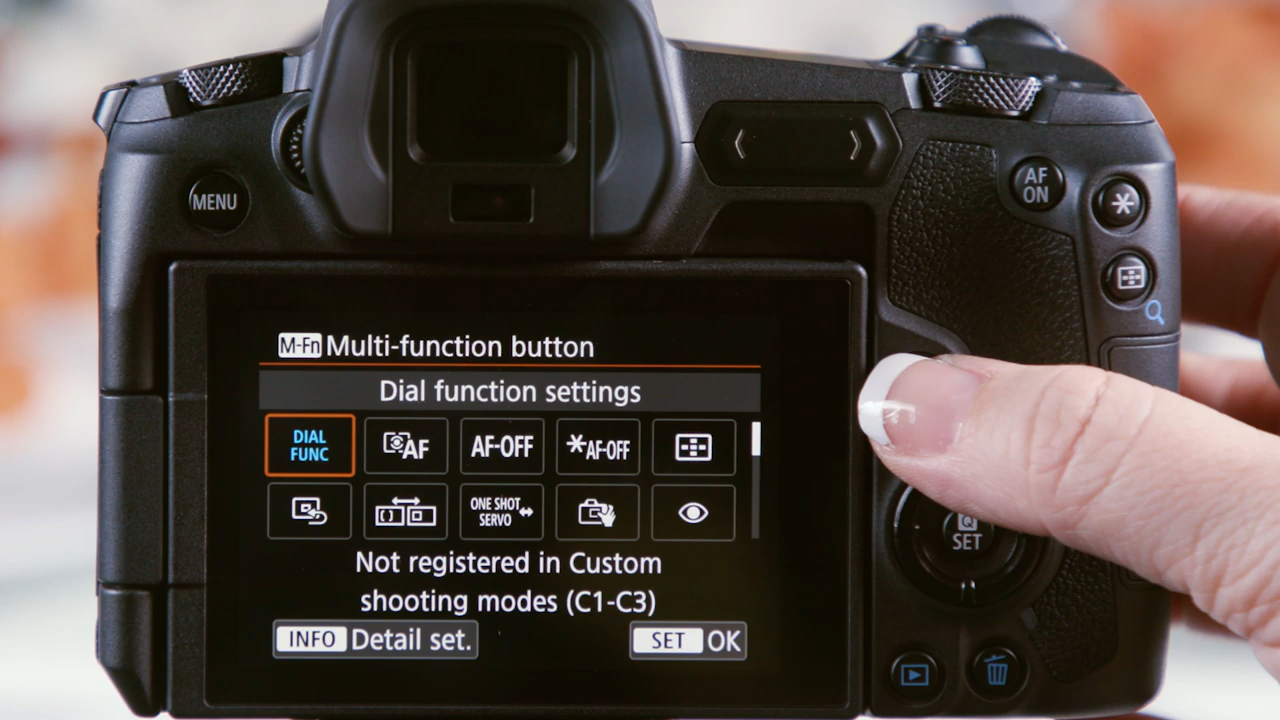 MENU
AF
ON
M-Fn Multi-function button
Dial function settings
DIAL
FUNC
AF
AF-OFF
*AF-OFF
ONE SHOT
SERVO
Not registered in Custom
shooting modes (C1-C3)
INFO Detail set.
SET OK
Q
SET